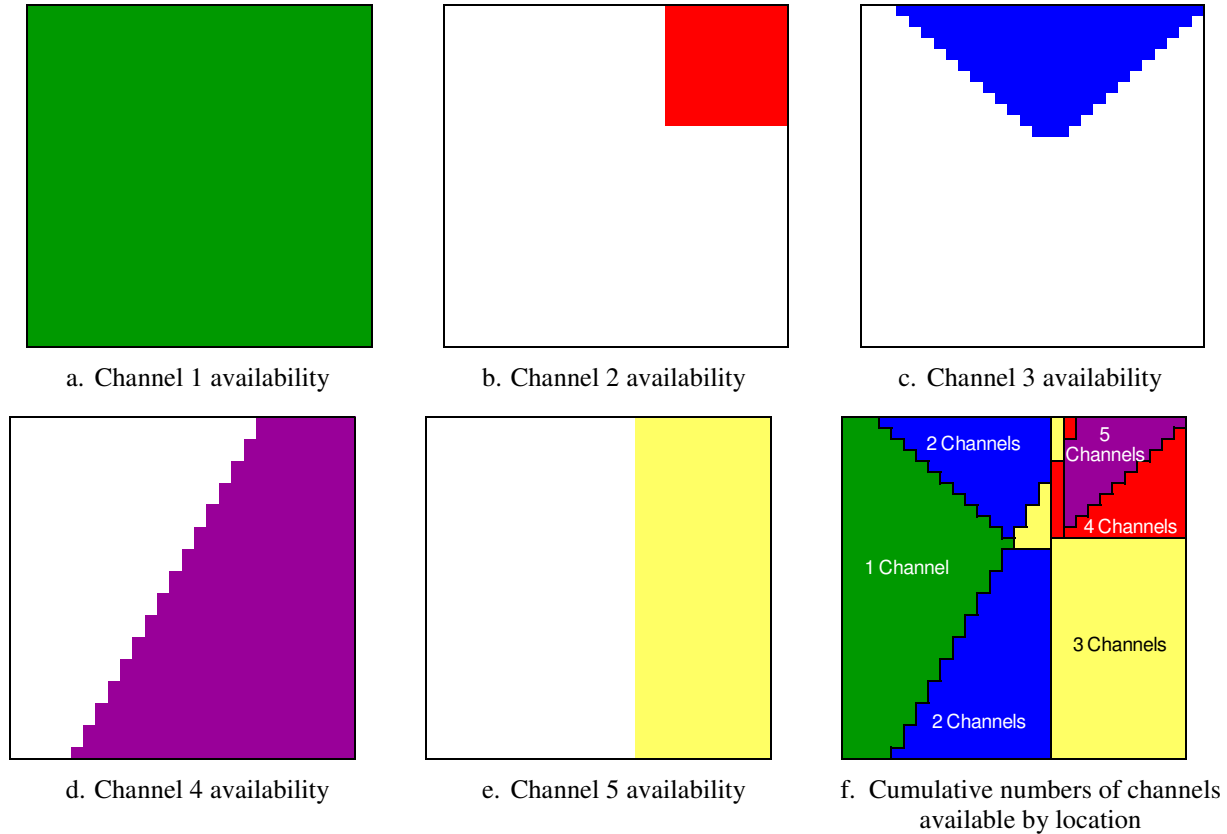 a. Channel 1 availability
b. Channel 2 availability
c. Channel 3 availability
2 Channels
5
Channels
4 Channels
1 Channel
3 Channels
2 Channels
d. Channel 4 availability
e. Channel 5 availability
f. Cumulative numbers of channels
available by location